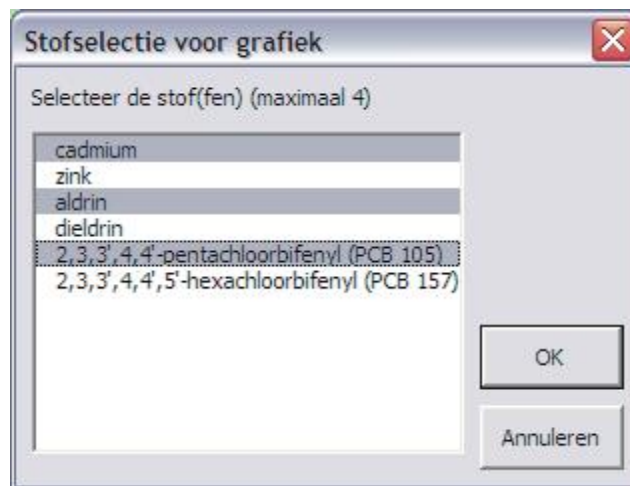 Stofselectie voor grafiek
Selecteer de stof(fen) (maximaal 4)
cadmium
zink
aldrin
dieldrin
2,3,3',4,4'-pentachloorbifenyl (PCB 105)
2,3,3',4,4',5'-hexachloorbifenyl (PCB 157)
OK
Annuleren